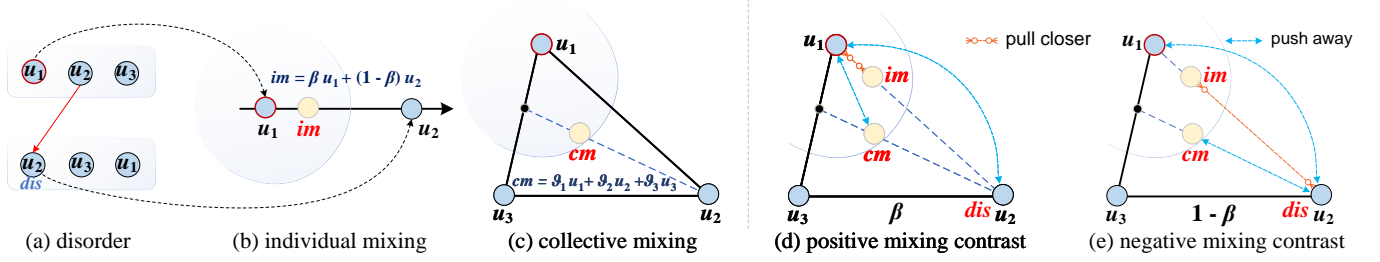 u₁ u₂ u₃
u₂ u₃ u₁
dis
(a) disorder
im = β u₁ + (1 - β) u₂
u₁ im u₂
(b) individual mixing
u₁
cm
cm = ϑ₁ u₁+ ϑ₂ u₂ +ϑ₃ u₃
u₃ u₂
(c) collective mixing
u₁
im
cm
u₃ β dis u₂
(d) positive mixing contrast
pull closer push away
u₁
im
cm
u₃ 1 - β dis u₂
(e) negative mixing contrast